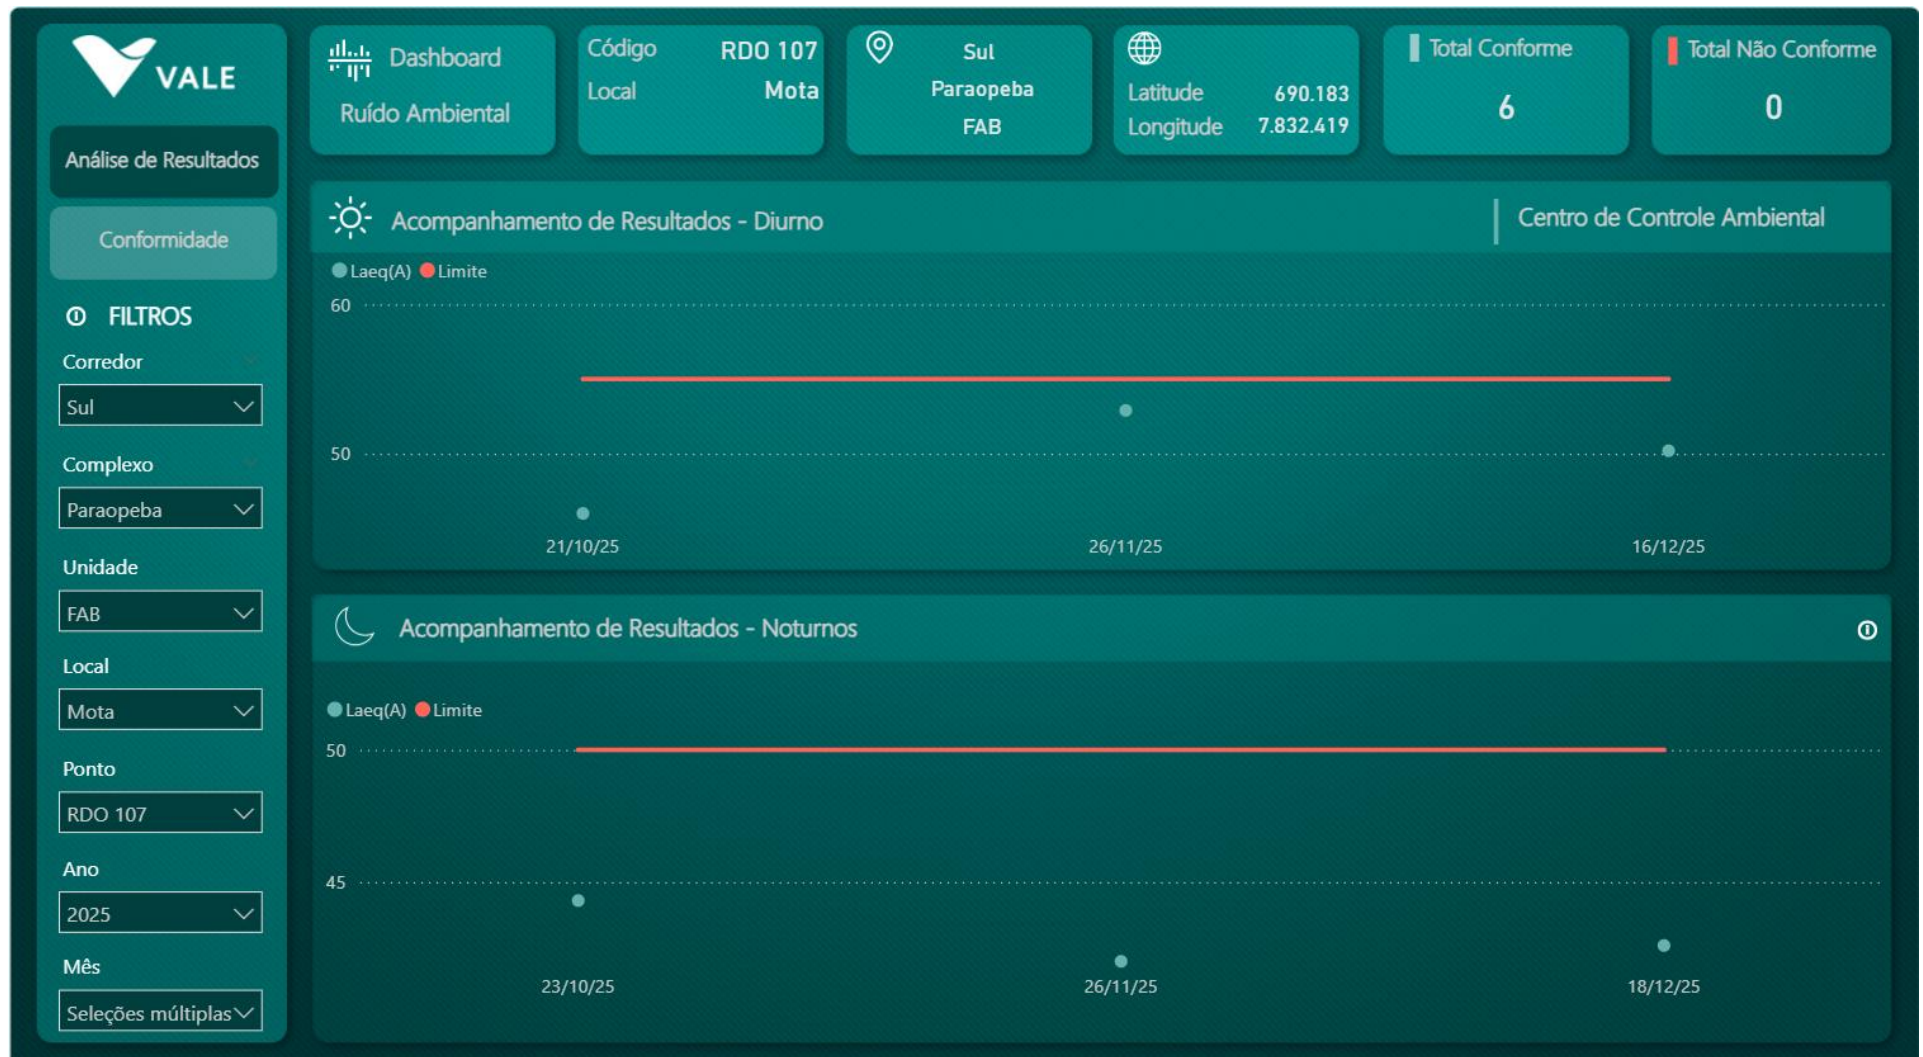 VALE
Análise de Resultados
Conformidade
FILTROS
Corredor
Sul
Complexo
Paraopeba
Unidade
FAB
Local
Mota
Ponto
RDO 107
Ano
2025
Mês
Seleções múltiplas
Dashboard
Ruído Ambiental
Código RDO 107
Local Mota
Sul
Paraopeba
FAB
Latitude 690.183
Longitude 7.832.419
Total Conforme
6
Total Não Conforme
0
Acompanhamento de Resultados - Diurno
Centro de Controle Ambiental
Laeq(A) Limite
60
50
21/10/25 26/11/25 16/12/25
Acompanhamento de Resultados - Noturnos
Laeq(A) Limite
50
45
23/10/25 26/11/25 18/12/25